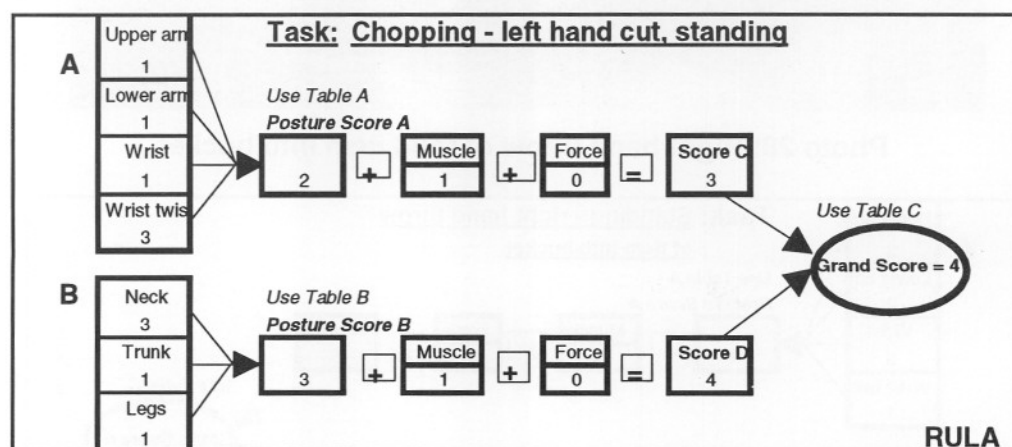 Task: Chopping - left hand cut, standing
A
Upper arm
1
Lower arm
1
Wrist
1
Wrist twis
3
Use Table A
Posture Score A
2
+
Muscle
1
+
Force
0
=
Score C
3
Use Table C
Grand Score = 4
B
Neck
3
Trunk
1
Legs
1
Use Table B
Posture Score B
3
+
Muscle
1
+
Force
0
=
Score D
4
RULA